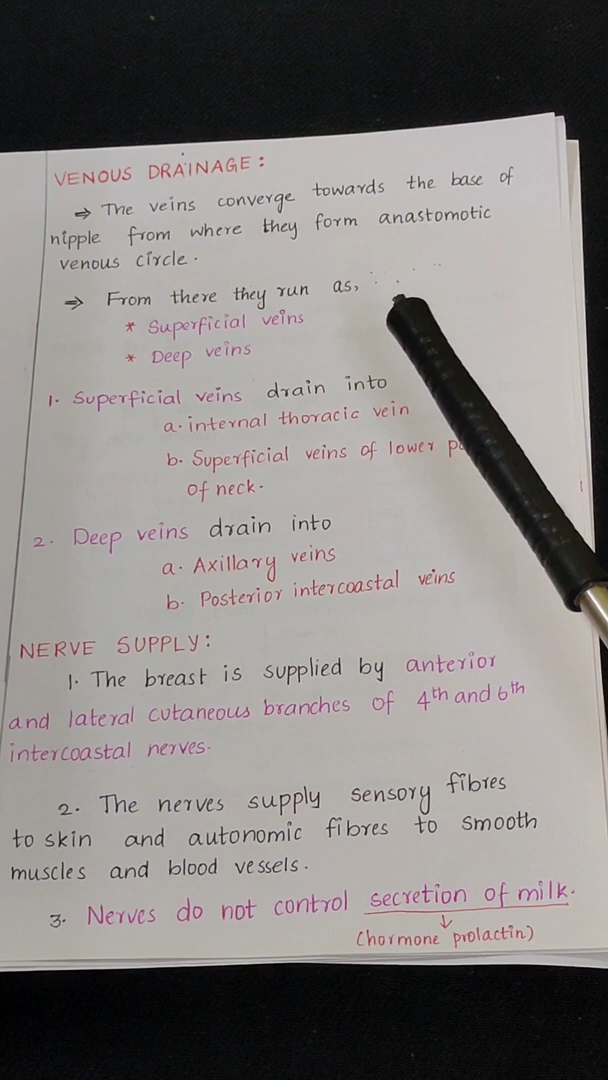 VENOUS DRAINAGE:
⇒ The veins converge towards the base of
nipple from where they form anastomotic
venous circle.
⇒ From there they run as,
* Superficial veins
* Deep veins
1. Superficial veins drain into
a. internal thoracic vein
b. Superficial veins of lower
of neck.
2. Deep veins drain into
a. Axillary veins
b. Posterior intercoastal veins
NERVE SUPPLY:
1. The breast is supplied by anterior
and lateral cutaneous branches of 4th and 6th
intercoastal nerves.
2. The nerves supply sensory fibres
to skin and autonomic fibres to smooth
muscles and blood vessels.
3. Nerves do not control secretion of milk.
↓
(hormone prolactin)